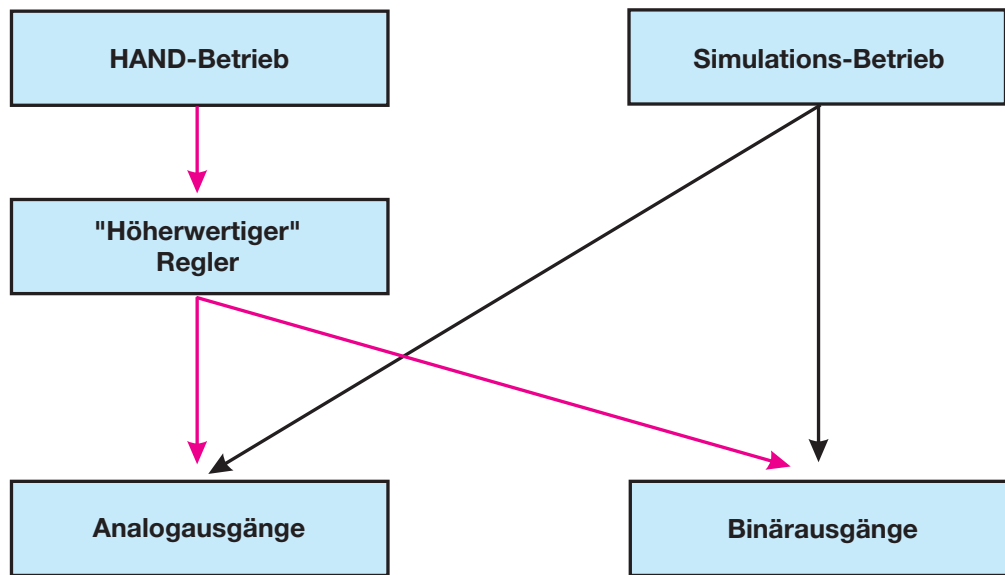 HAND-Betrieb
Simulations-Betrieb
"Höherwertiger"
Regler
Analogausgänge
Binärausgänge